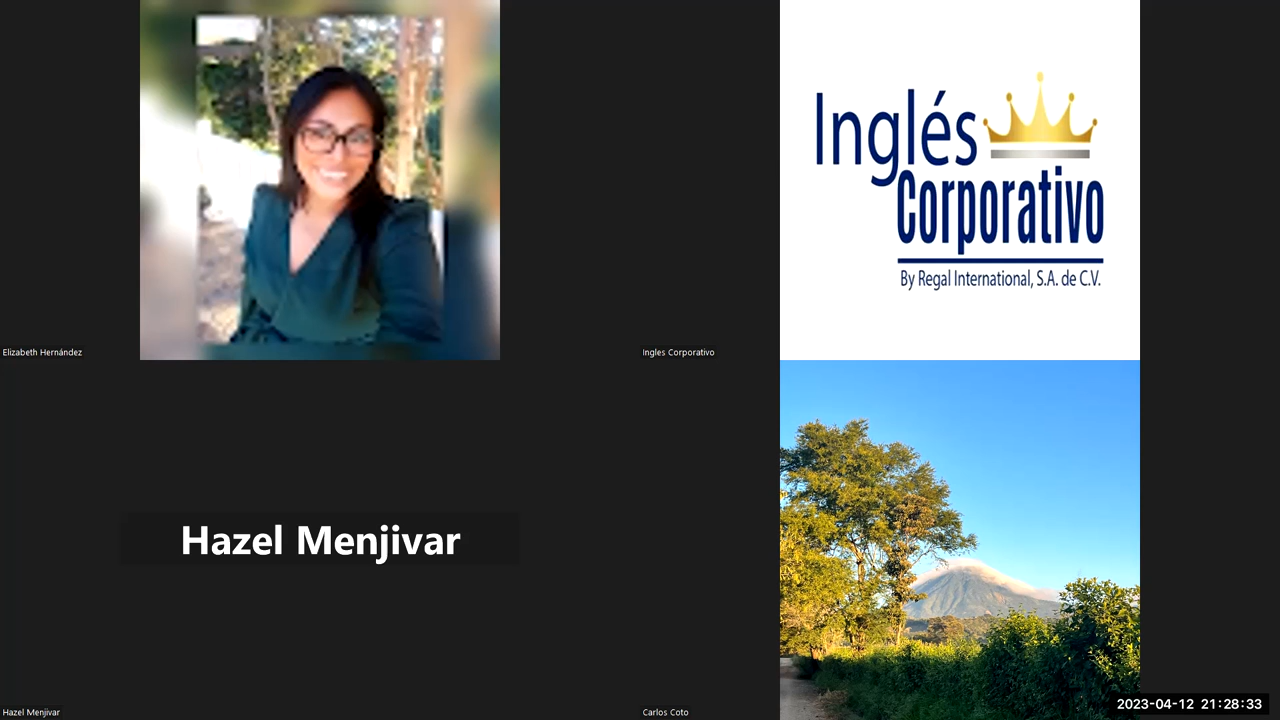 Inglés
Corporativo
By Regal International, S.A. de C.V.
Elizabeth Hernández
Ingles Corporativo
Hazel Menjivar
Hazel Menjivar
Carlos Coto
2023-04-12 21:28:33